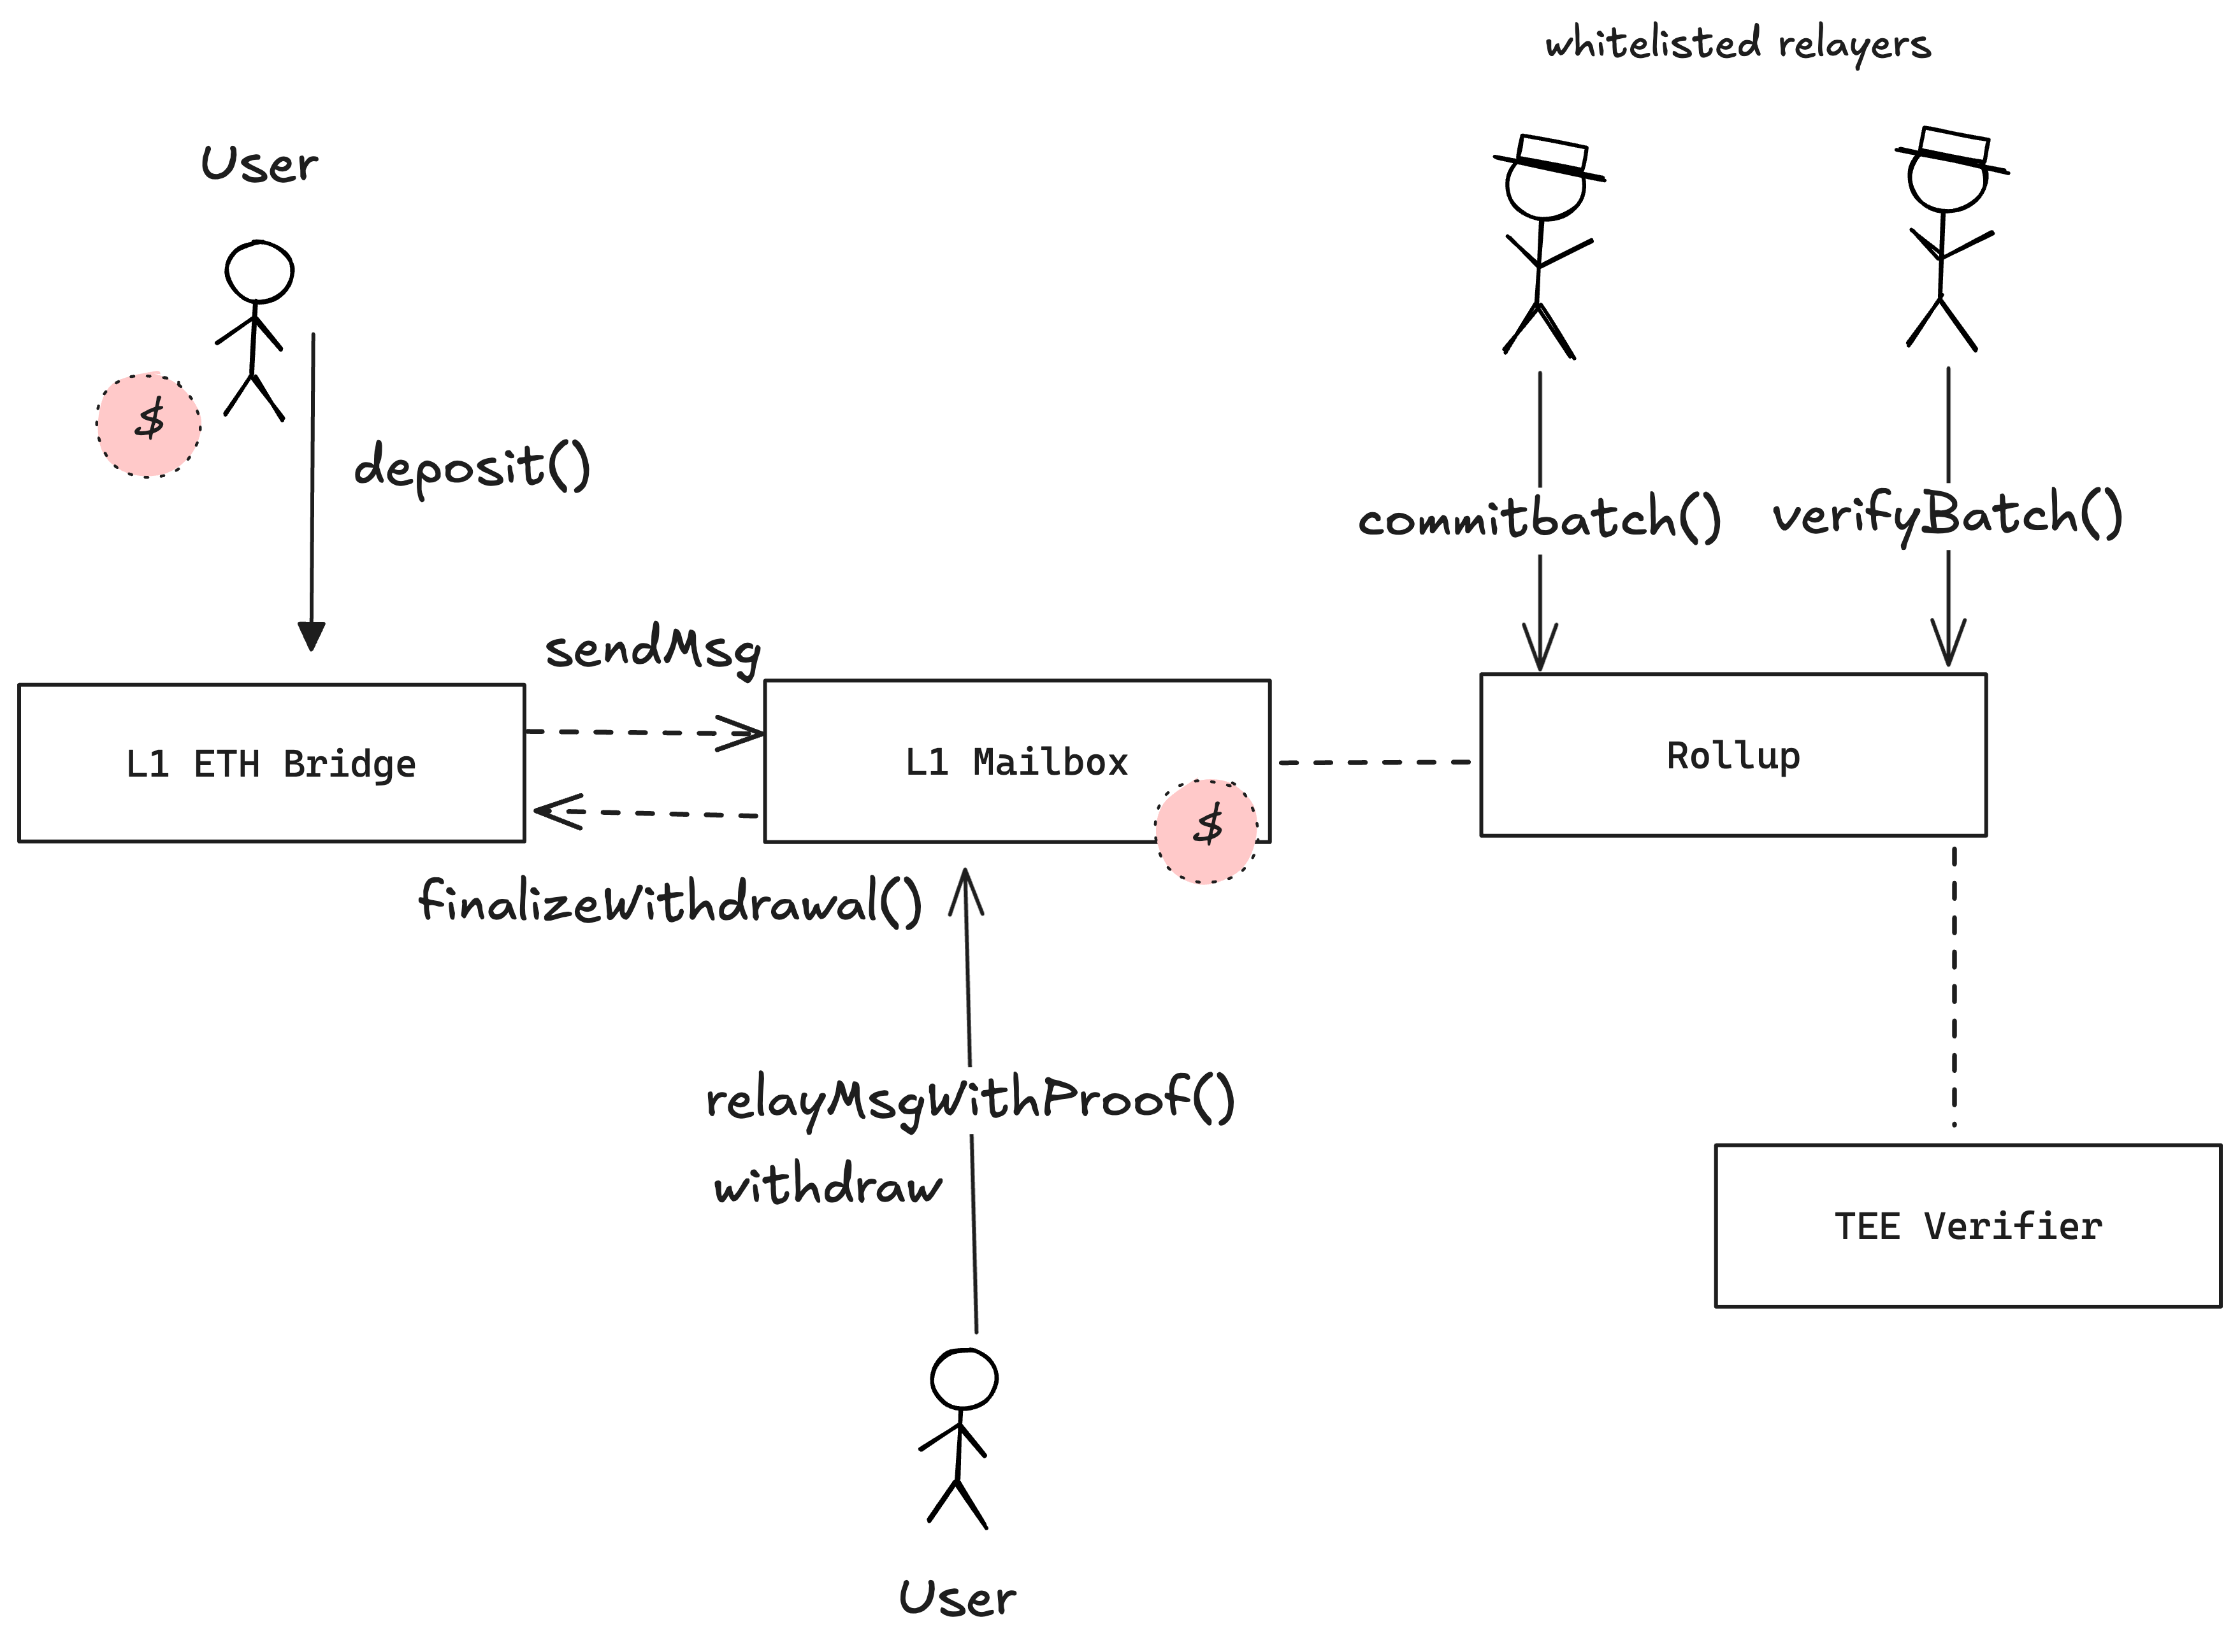 whitelisted relayers
User
$
deposit()
commitbatch()
verifyBatch()
sendMsg
L1 ETH Bridge
L1 Mailbox
Rollup
$
finalizeWithdrawal()
relayMsgWithProof()
withdraw
TEE Verifier
User